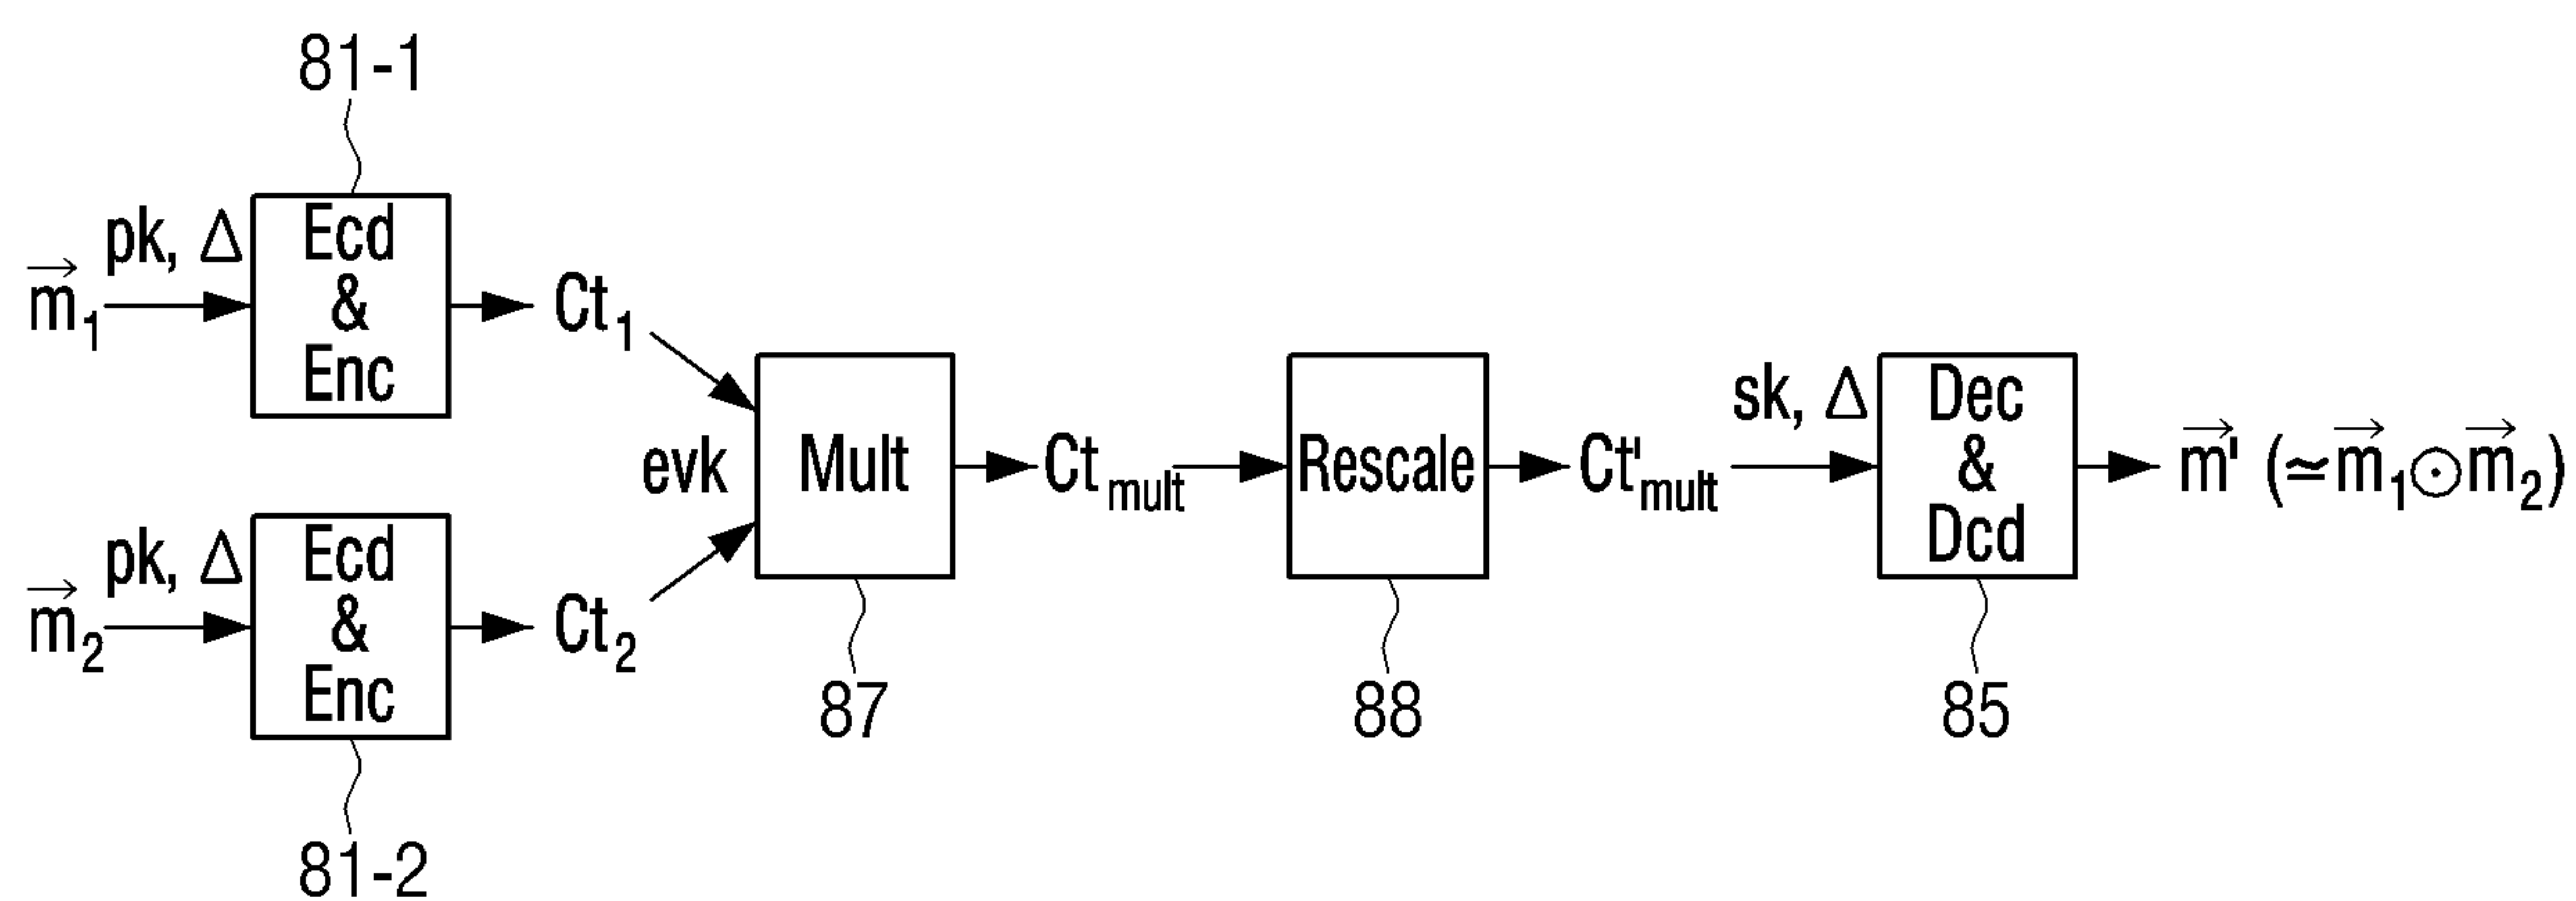 81-1
pk, Δ
m⃗₁
Ecd
&
Enc
Ct₁
pk, Δ
m⃗₂
Ecd
&
Enc
Ct₂
81-2
evk
Mult
87
Ctₘᵤₗₜ
Rescale
88
Ct'ₘᵤₗₜ
sk, Δ
Dec
&
Dcd
85
m⃗' (≃m⃗₁⊙m⃗₂)